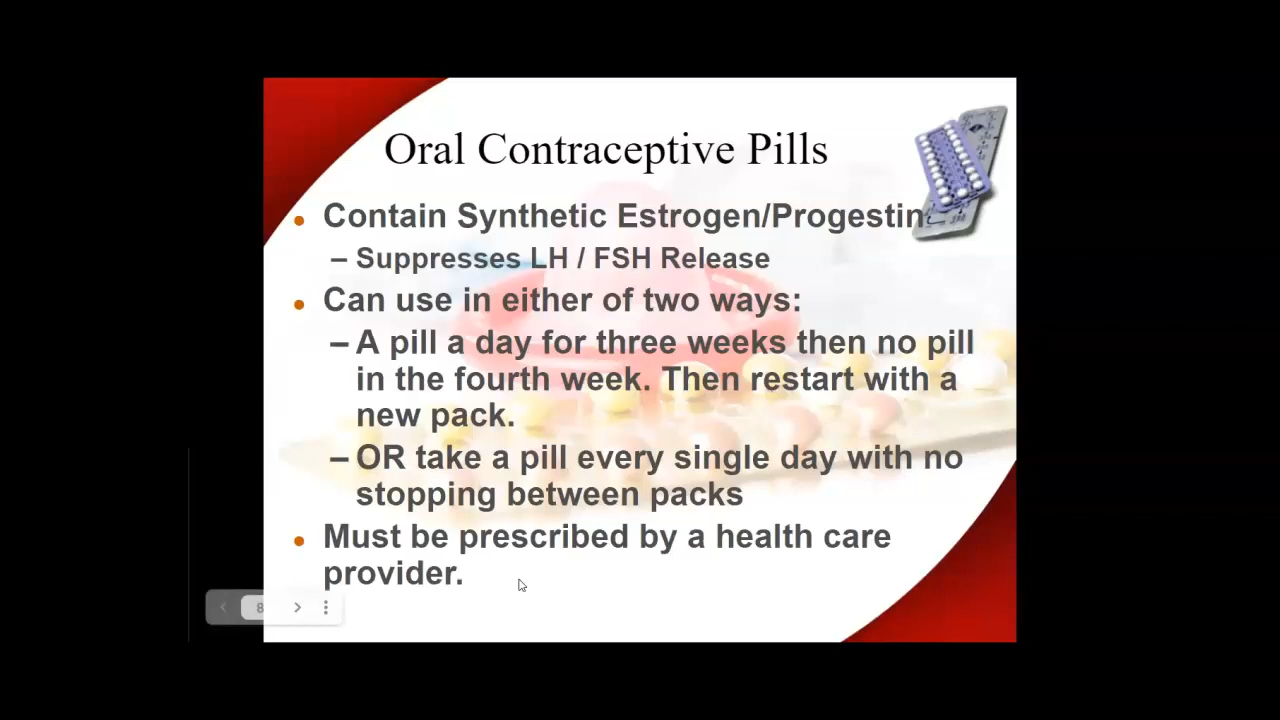 Oral Contraceptive Pills
• Contain Synthetic Estrogen/Progestin
– Suppresses LH / FSH Release
• Can use in either of two ways:
– A pill a day for three weeks then no pill
in the fourth week. Then restart with a
new pack.
– OR take a pill every single day with no
stopping between packs
• Must be prescribed by a health care
provider.
8